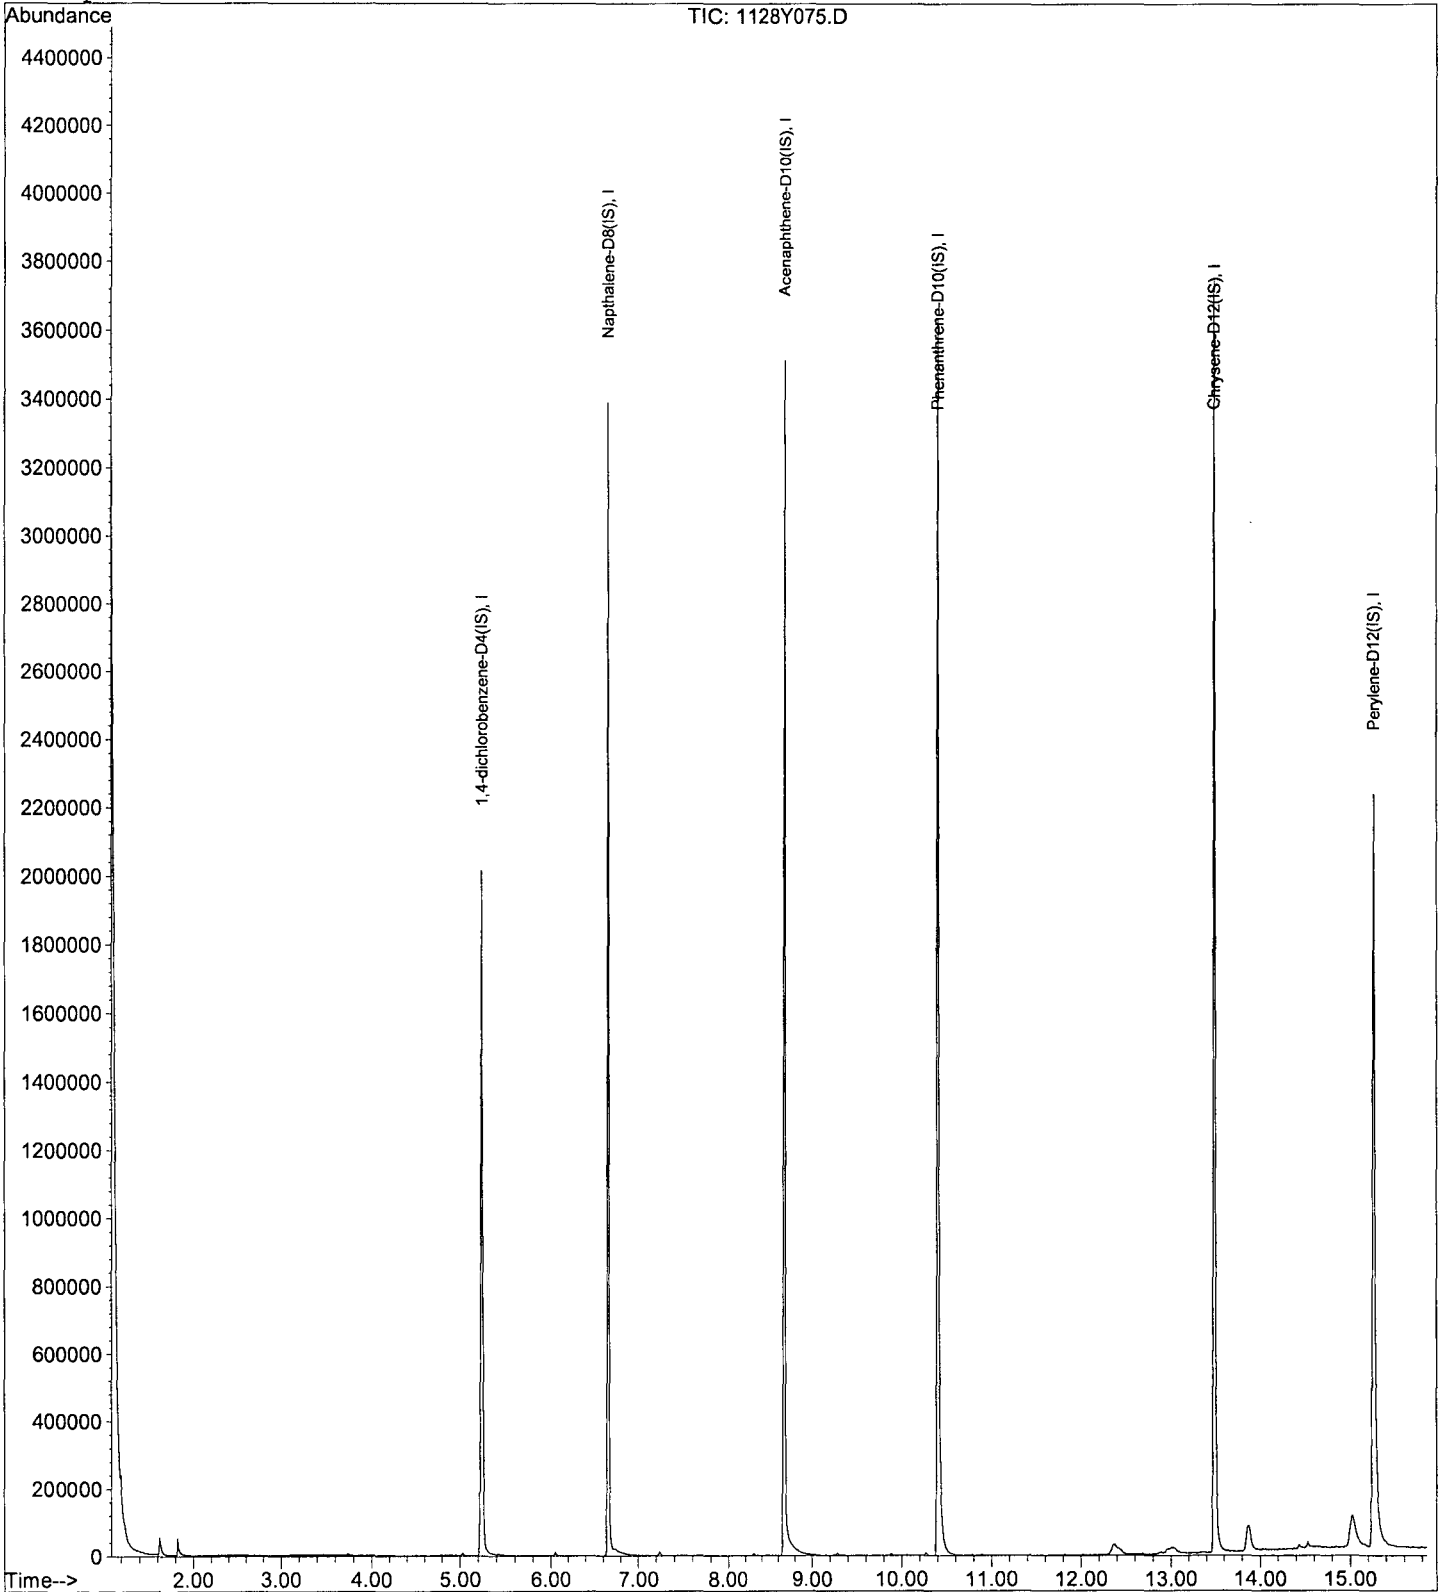 Abundance
TIC: 1128Y075.D
4400000
4200000
4000000
3800000
3600000
3400000
3200000
3000000
2800000
2600000
2400000
2200000
2000000
1800000
1600000
1400000
1200000
1000000
800000
600000
400000
200000
0
1,4-dichlorobenzene-D4(IS), I
Napthalene-D8(IS), I
Acenaphthene-D10(IS), I
Phenanthrene-D10(IS), I
Chrysene-D12(IS), I
Perylene-D12(IS), I
Time--> 2.00 3.00 4.00 5.00 6.00 7.00 8.00 9.00 10.00 11.00 12.00 13.00 14.00 15.00